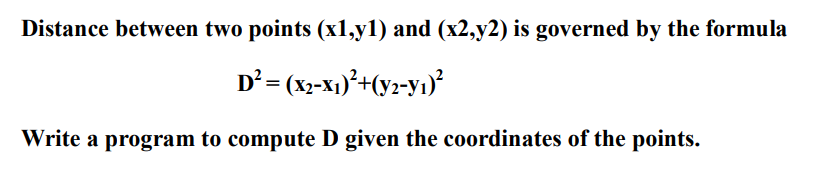 Distance between two points (x1,y1) and (x2,y2) is governed by the formula
D² = (x₂-x₁)²+(y₂-y₁)²
Write a program to compute D given the coordinates of the points.